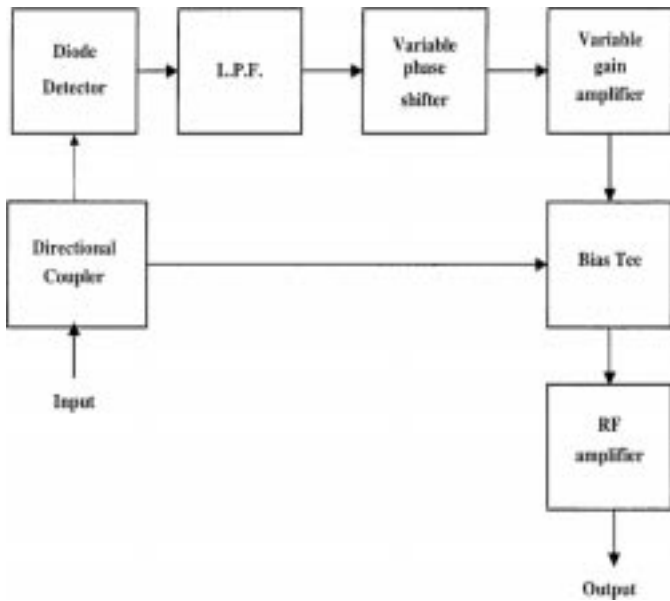 Diode
Detector
L.P.F.
Variable
phase
shifter
Variable
gain
amplifier
Directional
Coupler
Bias Tee
Input
RF
amplifier
Output